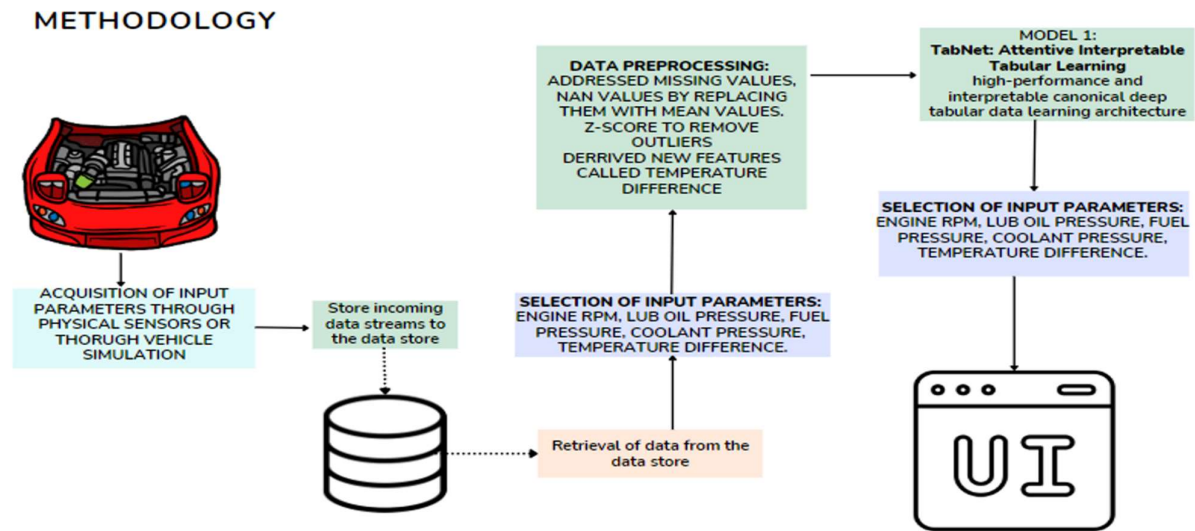 METHODOLOGY
ACQUISITION OF INPUT
PARAMETERS THROUGH
PHYSICAL SENSORS OR
THORUGH VEHICLE
SIMULATION
Store incoming
data streams to
the data store
Retrieval of data from the
data store
SELECTION OF INPUT PARAMETERS:
ENGINE RPM, LUB OIL PRESSURE, FUEL
PRESSURE, COOLANT PRESSURE,
TEMPERATURE DIFFERENCE.
DATA PREPROCESSING:
ADDRESSED MISSING VALUES,
NAN VALUES BY REPLACING
THEM WITH MEAN VALUES.
Z-SCORE TO REMOVE
OUTLIERS
DERRIVED NEW FEATURES
CALLED TEMPERATURE
DIFFERENCE
MODEL 1:
TabNet: Attentive Interpretable
Tabular Learning
high-performance and
interpretable canonical deep
tabular data learning architecture
SELECTION OF INPUT PARAMETERS:
ENGINE RPM, LUB OIL PRESSURE, FUEL
PRESSURE, COOLANT PRESSURE,
TEMPERATURE DIFFERENCE.
UI